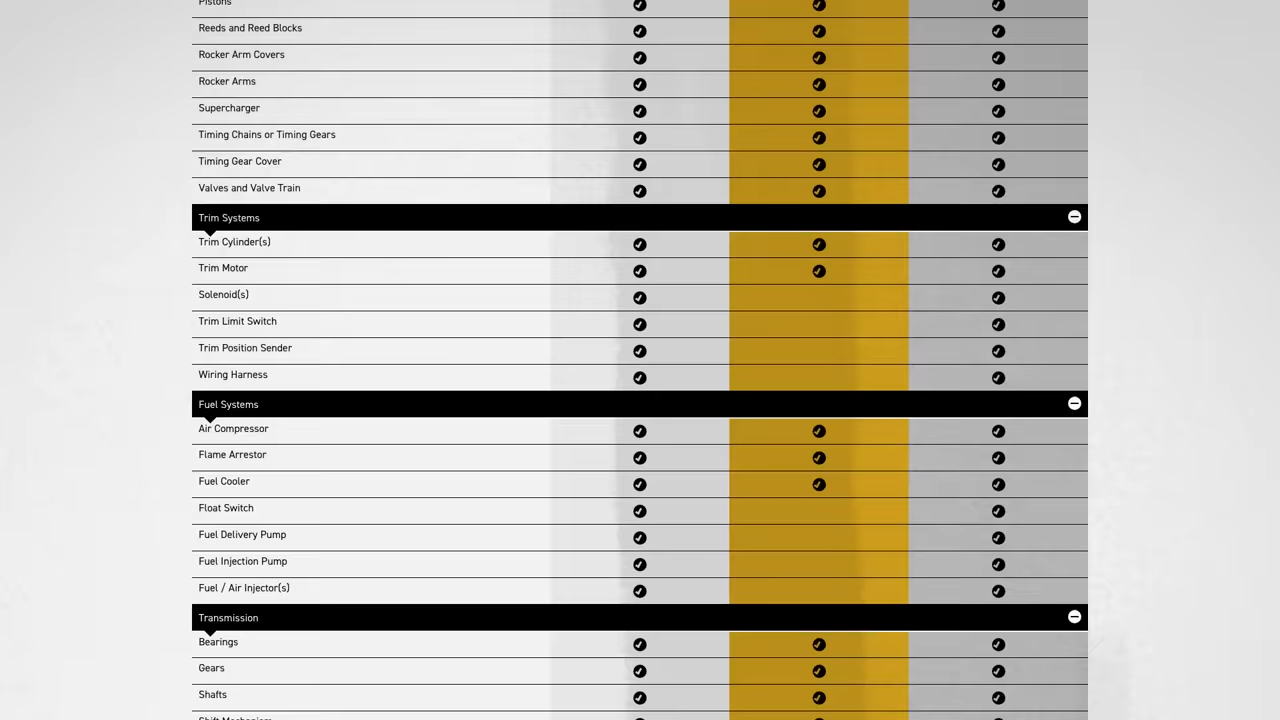 Pistons
Reeds and Reed Blocks
Rocker Arm Covers
Rocker Arms
Supercharger
Timing Chains or Timing Gears
Timing Gear Cover
Valves and Valve Train
Trim Systems
Trim Cylinder(s)
Trim Motor
Solenoid(s)
Trim Limit Switch
Trim Position Sender
Wiring Harness
Fuel Systems
Air Compressor
Flame Arrestor
Fuel Cooler
Float Switch
Fuel Delivery Pump
Fuel Injection Pump
Fuel / Air Injector(s)
Transmission
Bearings
Gears
Shafts
Shift Mechanism